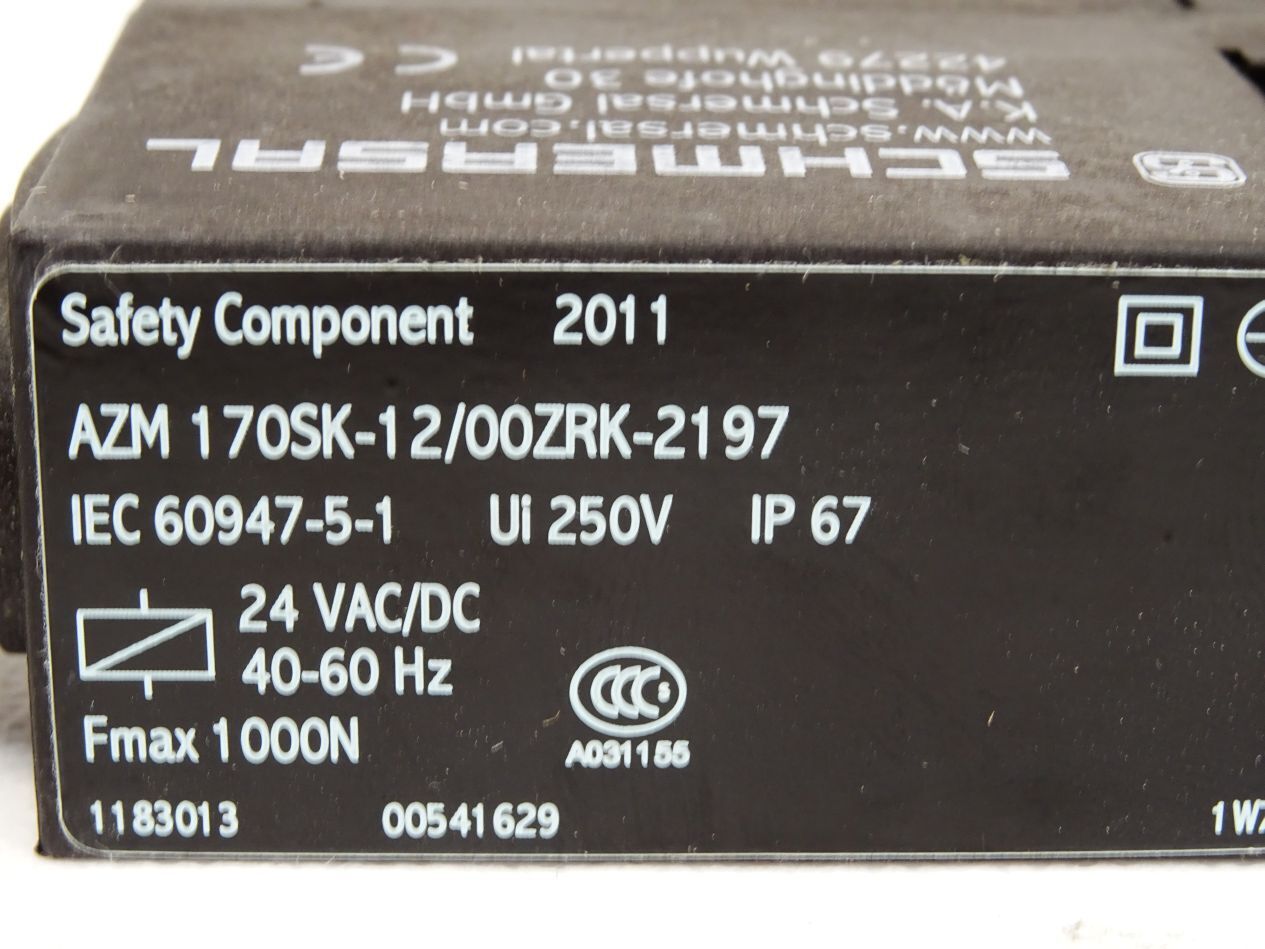 SCHMERSAL
www.schmersal.com
K.A. Schmersal GmbH
Möddinghofe 30
42279 Wuppertal
CE
Safety Component 2011
AZM 170SK-12/00ZRK-2197
IEC 60947-5-1 Ui 250V IP 67
24 VAC/DC
40-60 Hz
Fmax 1000N
CCC S
A031155
1183013 00541629